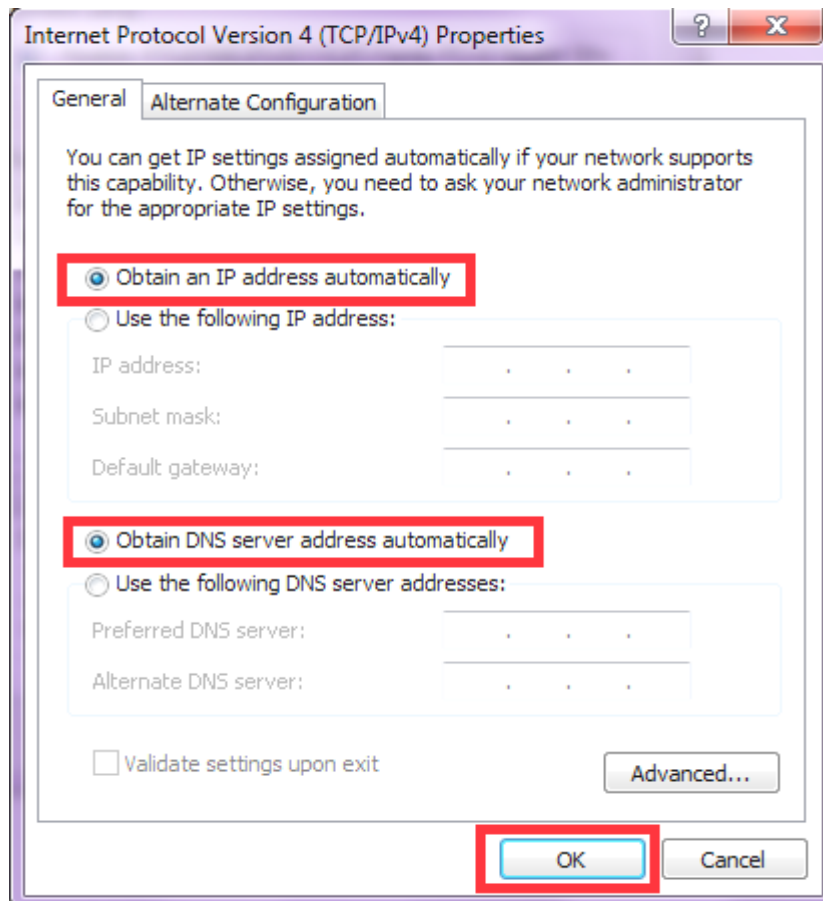 Internet Protocol Version 4 (TCP/IPv4) Properties
?
X
General
Alternate Configuration
You can get IP settings assigned automatically if your network supports
this capability. Otherwise, you need to ask your network administrator
for the appropriate IP settings.
Obtain an IP address automatically
Use the following IP address:
IP address:
. . .
Subnet mask:
. . .
Default gateway:
. . .
Obtain DNS server address automatically
Use the following DNS server addresses:
Preferred DNS server:
. . .
Alternate DNS server:
. . .
Validate settings upon exit
Advanced...
OK
Cancel